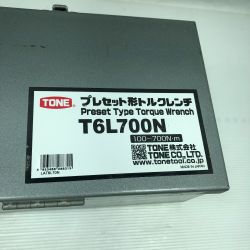 TONE
プレセット形トルクレンチ
Preset Type Torque Wrench
T6L700N
100~700N·m
TONE株式会社
TONE CO.,LTD.
www.tonetool.co.jp
MADE IN JAPAN